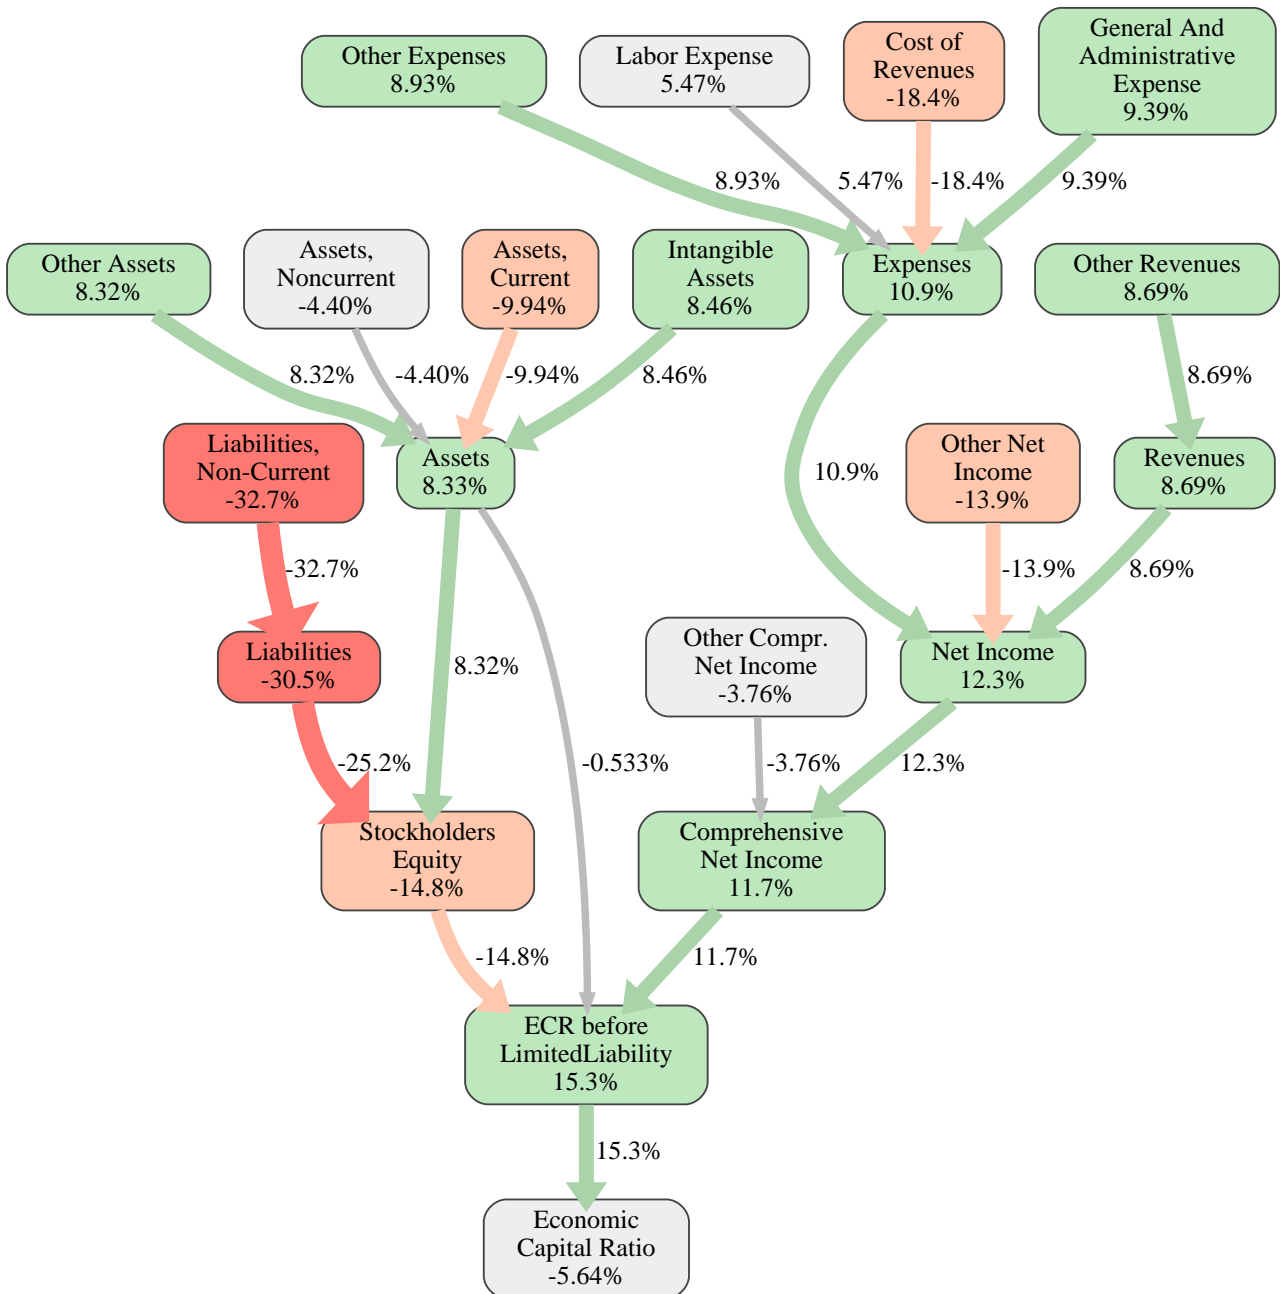 Other Expenses
8.93%
Labor Expense
5.47%
Cost of
Revenues
-18.4%
General And
Administrative
Expense
9.39%
8.93%
5.47%
-18.4%
9.39%
Other Assets
8.32%
Assets,
Noncurrent
-4.40%
Assets,
Current
-9.94%
Intangible
Assets
8.46%
Expenses
10.9%
Other Revenues
8.69%
8.32%
-4.40%
-9.94%
8.46%
8.69%
Liabilities,
Non-Current
-32.7%
Assets
8.33%
10.9%
Other Net
Income
-13.9%
Revenues
8.69%
-32.7%
-13.9%
8.69%
Liabilities
-30.5%
8.32%
Other Compr.
Net Income
-3.76%
Net Income
12.3%
-25.2%
-0.533%
-3.76%
12.3%
Stockholders
Equity
-14.8%
Comprehensive
Net Income
11.7%
-14.8%
11.7%
ECR before
LimitedLiability
15.3%
15.3%
Economic
Capital Ratio
-5.64%